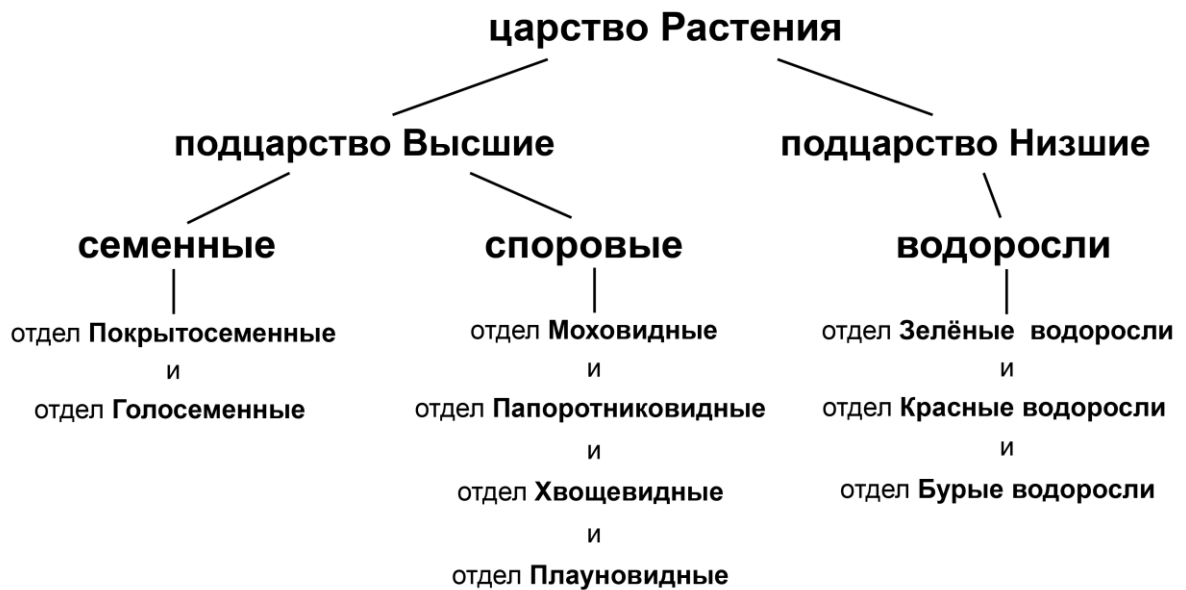 царство Растения
подцарство Высшие
подцарство Низшие
семенные
споровые
водоросли
отдел Покрытосеменные
и
отдел Голосеменные
отдел Моховидные
и
отдел Папоротниковидные
и
отдел Хвощевидные
и
отдел Плауновидные
отдел Зелёные водоросли
и
отдел Красные водоросли
и
отдел Бурые водоросли